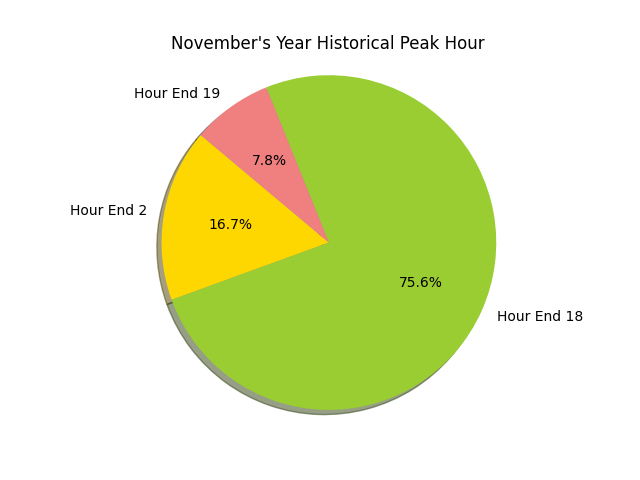 November's Year Historical Peak Hour
Hour End 19
7.8%
Hour End 2
16.7%
75.6%
Hour End 18